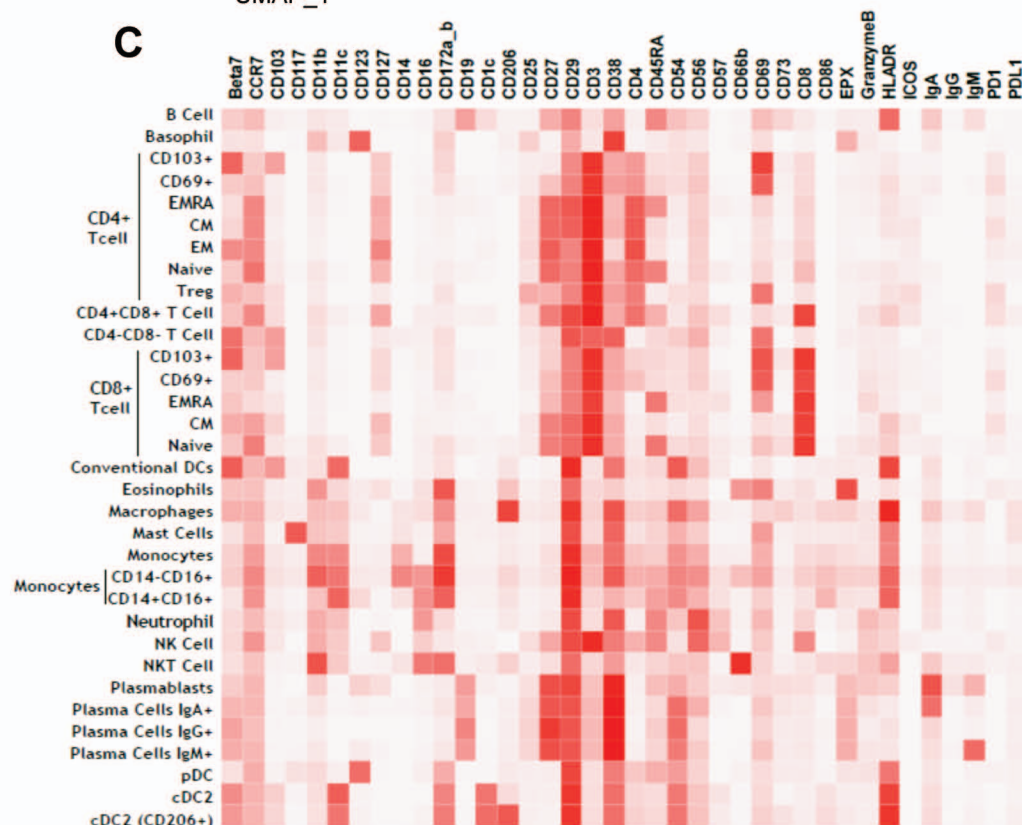 C
Beta7
CCR7
CD103
CD117
CD11b
CD11c
CD123
CD127
CD14
CD16
CD172a_b
CD19
CD1c
CD206
CD25
CD27
CD29
CD3
CD38
CD4
CD45RA
CD54
CD56
CD57
CD66b
CD69
CD73
CD8
CD86
EPX
GranzymeB
HLADR
ICOS
IgA
IgG
IgM
PD1
PDL1
B Cell
Basophil
CD4+
Tcell
CD103+
CD69+
EMRA
CM
EM
Naive
Treg
CD4+CD8+ T Cell
CD4-CD8- T Cell
CD8+
Tcell
CD103+
CD69+
EMRA
CM
Naive
Conventional DCs
Eosinophils
Macrophages
Mast Cells
Monocytes
Monocytes
CD14-CD16+
CD14+CD16+
Neutrophil
NK Cell
NKT Cell
Plasmablasts
Plasma Cells IgA+
Plasma Cells IgG+
Plasma Cells IgM+
pDC
cDC2
cDC2 (CD206+)